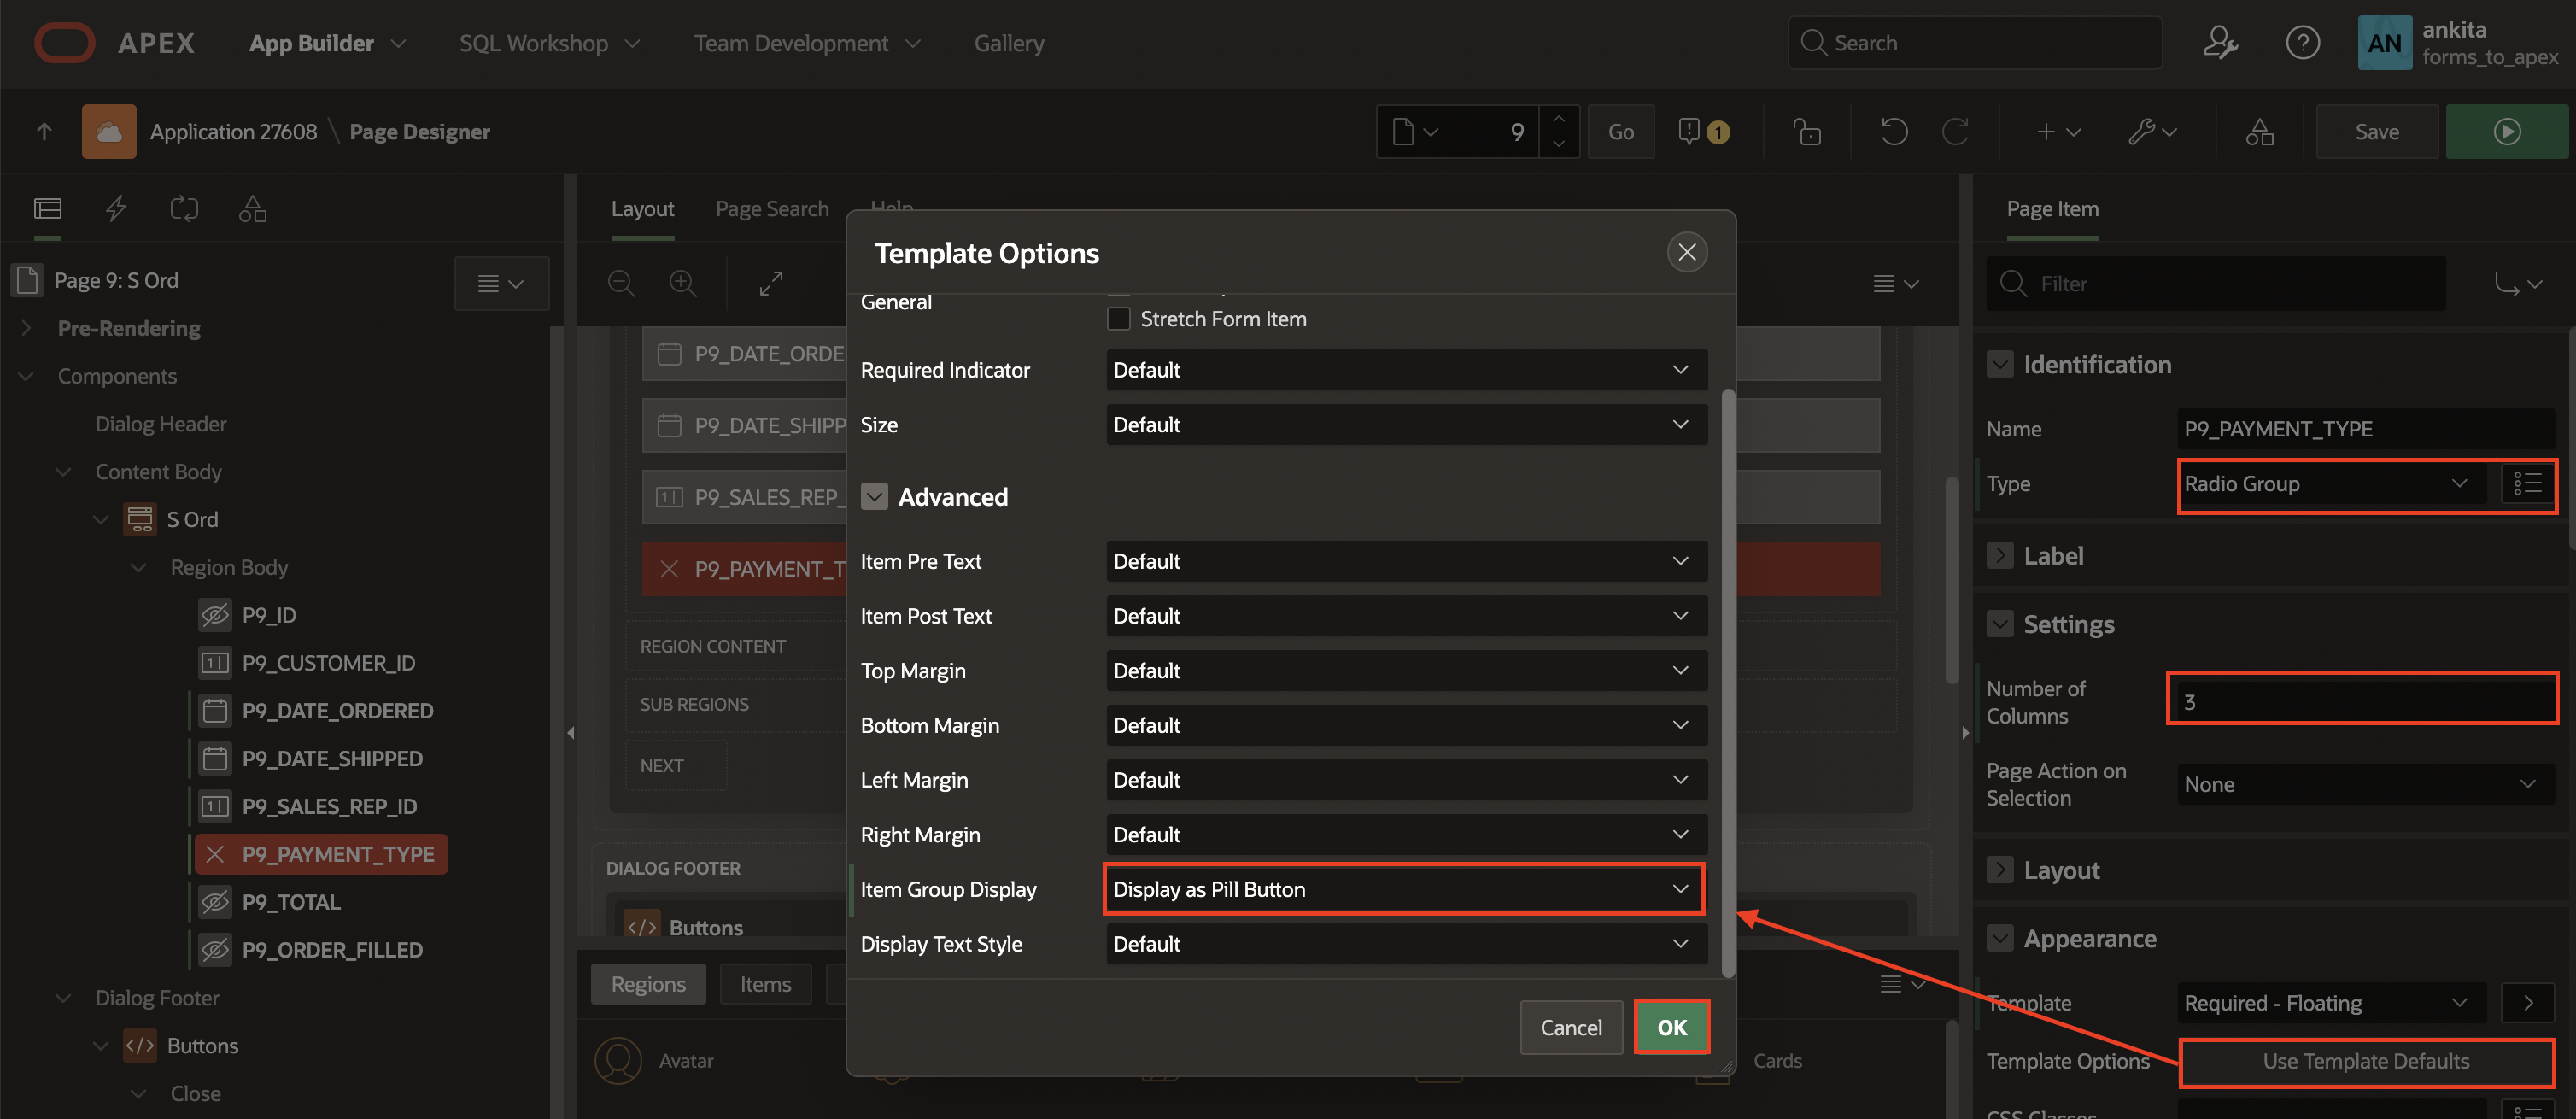 APEX App Builder SQL Workshop Team Development Gallery Search AN ankita
forms_to_apex
Application 27608 \ Page Designer 9 Go 1 Save
Layout Page Search Help
Page Item
Page 9: S Ord
Pre-Rendering
Components
Dialog Header
Content Body
S Ord
Region Body
P9_ID
P9_CUSTOMER_ID
P9_DATE_ORDERED
P9_DATE_SHIPPED
P9_SALES_REP_ID
P9_PAYMENT_TYPE
P9_TOTAL
P9_ORDER_FILLED
Dialog Footer
Buttons
Close
P9_DATE_ORDE
P9_DATE_SHIPP
P9_SALES_REP_
P9_PAYMENT_T
REGION CONTENT
SUB REGIONS
NEXT
DIALOG FOOTER
Buttons
Regions Items
Avatar
Cards
Template Options
General
Stretch Form Item
Required Indicator Default
Size Default
Advanced
Item Pre Text Default
Item Post Text Default
Top Margin Default
Bottom Margin Default
Left Margin Default
Right Margin Default
Item Group Display Display as Pill Button
Display Text Style Default
Cancel OK
Filter
Identification
Name P9_PAYMENT_TYPE
Type Radio Group
Label
Settings
Number of
Columns 3
Page Action on
Selection None
Layout
Appearance
Template Required - Floating
Template Options Use Template Defaults
CSS Classes